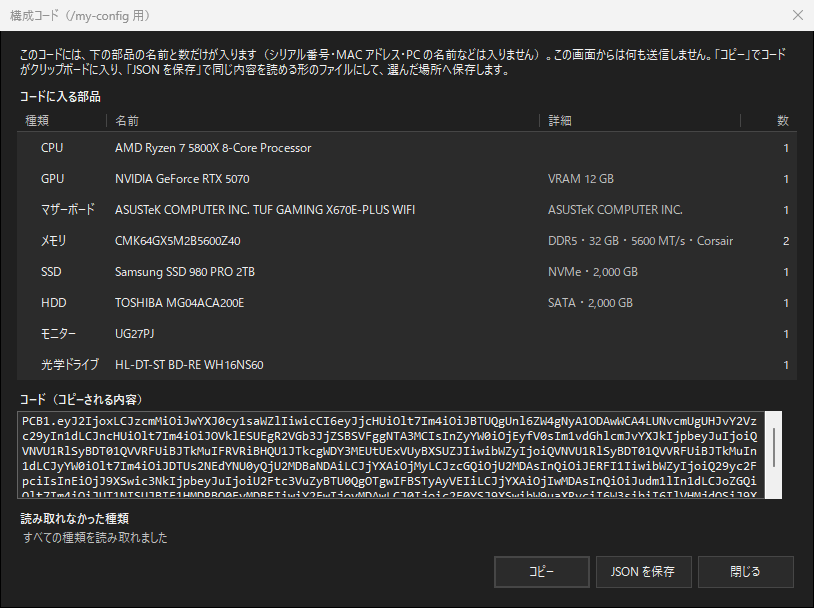 構成コード（/my-config 用）
このコードには、下の部品の名前と数だけが入ります（シリアル番号・MAC アドレス・PC の名前などは入りません）。この画面からは何も送信しません。「コピー」でコード
がクリップボードに入り、「JSON を保存」で同じ内容を読める形のファイルにして、選んだ場所へ保存します。
コードに入る部品
種類 名前 詳細 数
CPU AMD Ryzen 7 5800X 8-Core Processor 1
GPU NVIDIA GeForce RTX 5070 VRAM 12 GB 1
マザーボード ASUSTeK COMPUTER INC. TUF GAMING X670E-PLUS WIFI ASUSTeK COMPUTER INC. 1
メモリ CMK64GX5M2B5600Z40 DDR5・32 GB・5600 MT/s・Corsair 2
SSD Samsung SSD 980 PRO 2TB NVMe・2,000 GB 1
HDD TOSHIBA MG04ACA200E SATA・2,000 GB 1
モニター UG27PJ 1
光学ドライブ HL-DT-ST BD-RE WH16NS60 1
コード（コピーされる内容）
読み取れなかった種類
すべての種類を読み取れました
コピー JSON を保存 閉じる